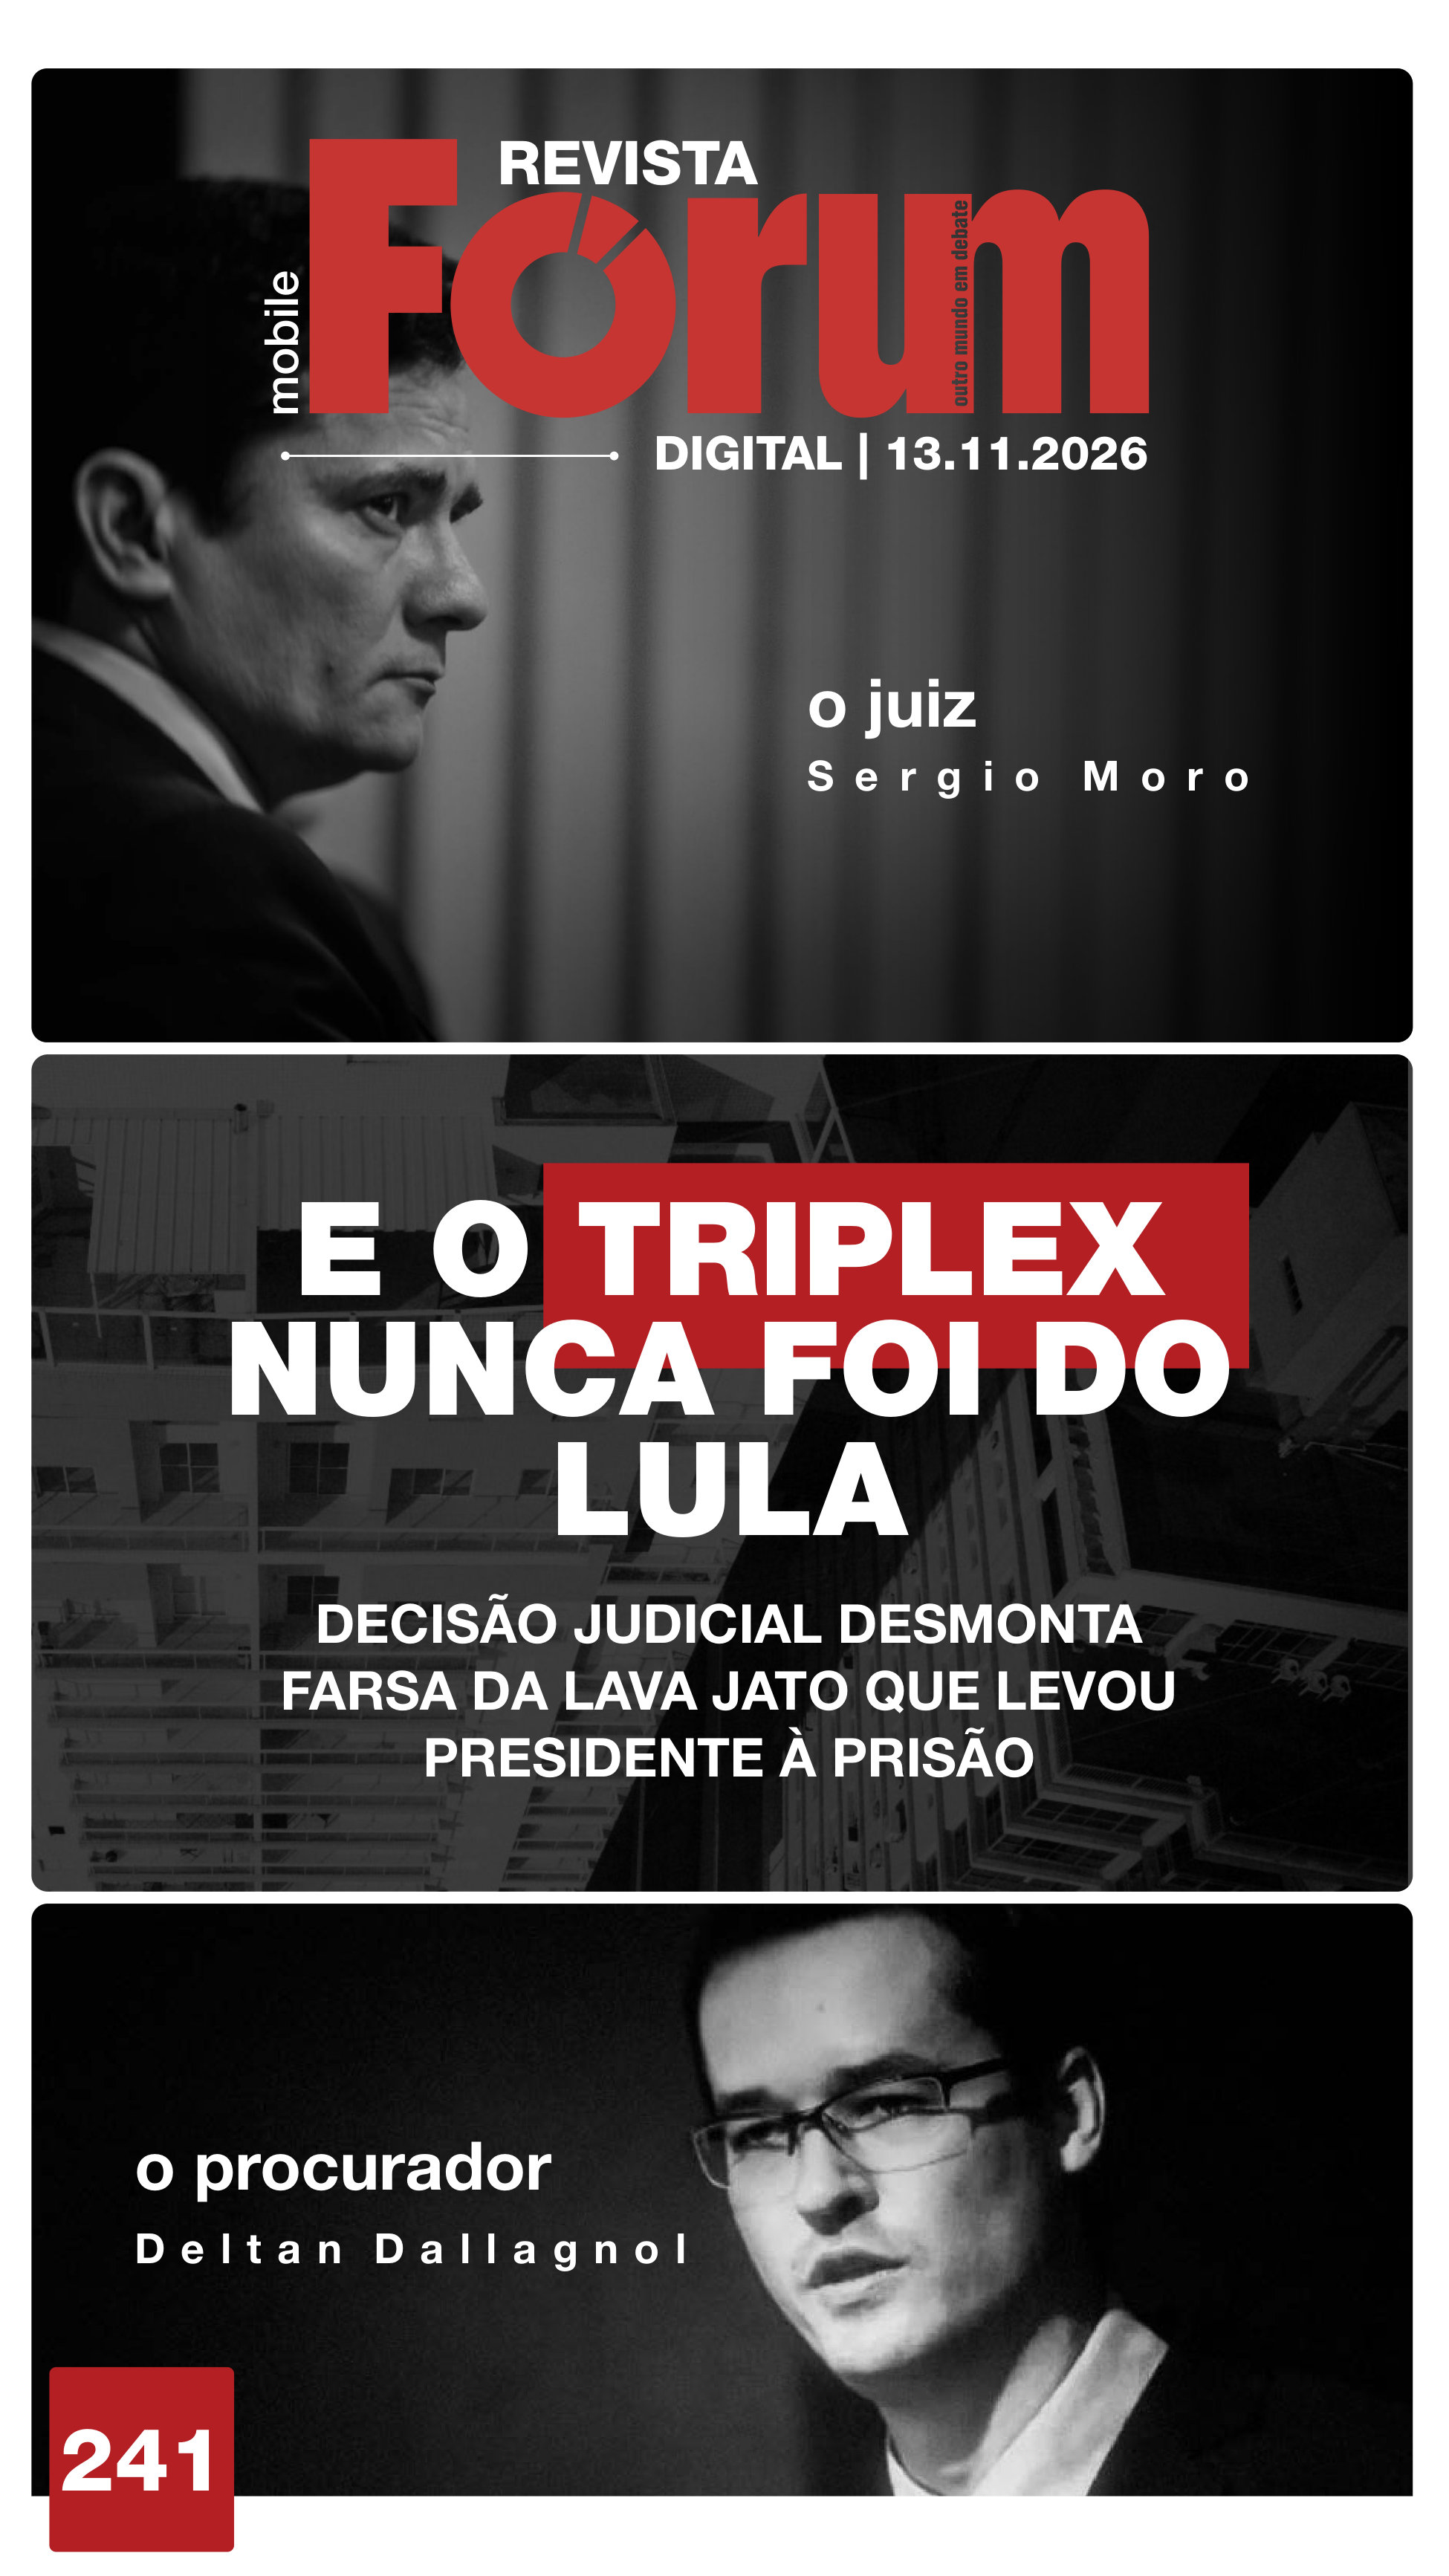 REVISTA
Fórum
mobile
outro mundo em debate
DIGITAL | 13.11.2026
o juiz
Sergio Moro
E O TRIPLEX
NUNCA FOI DO
LULA
DECISÃO JUDICIAL DESMONTA
FARSA DA LAVA JATO QUE LEVOU
PRESIDENTE À PRISÃO
o procurador
Deltan Dallagnol
241